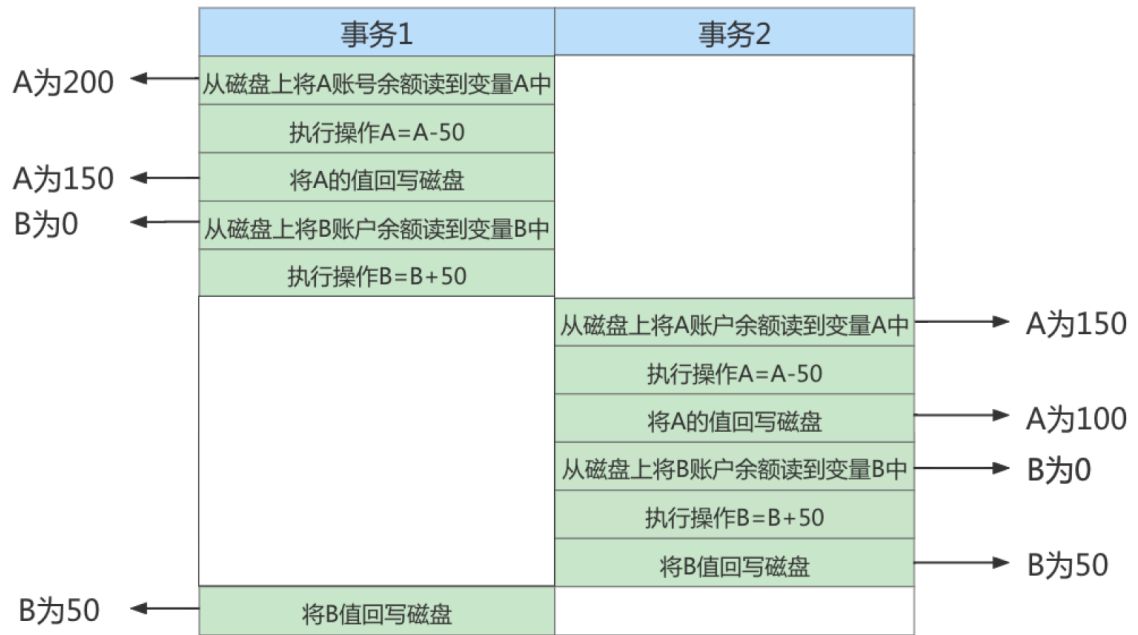 事务1 事务2
A为200 从磁盘上将A账号余额读到变量A中
执行操作A=A-50
A为150 将A的值回写磁盘
B为0 从磁盘上将B账户余额读到变量B中
执行操作B=B+50
从磁盘上将A账户余额读到变量A中 A为150
执行操作A=A-50
将A的值回写磁盘 A为100
从磁盘上将B账户余额读到变量B中 B为0
执行操作B=B+50
将B值回写磁盘 B为50
B为50 将B值回写磁盘